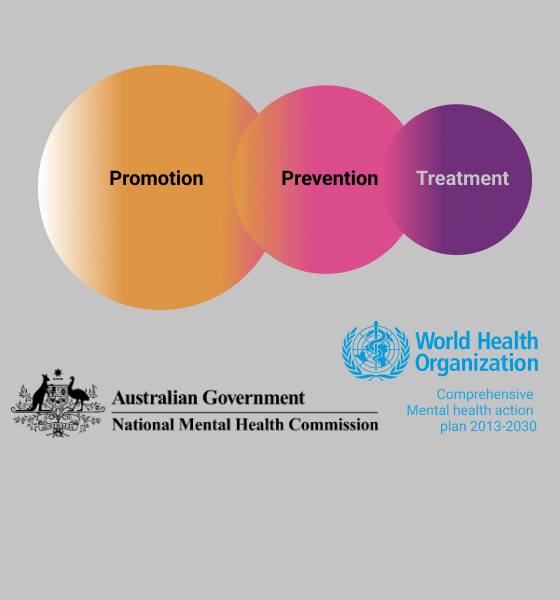 Promotion
Prevention
Treatment
World Health
Organization
Comprehensive
Mental health action
plan 2013-2030
Australian Government
National Mental Health Commission
AUSTRALIA